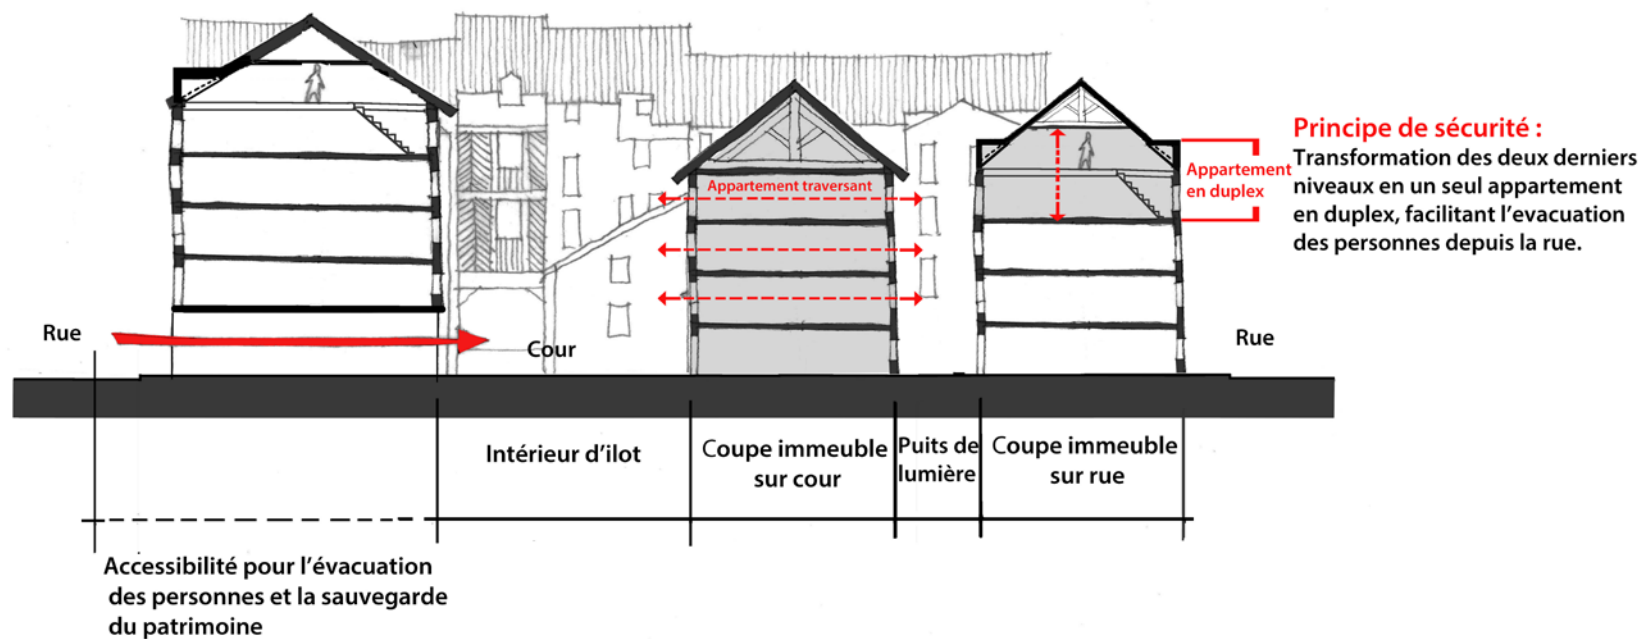 Principe de sécurité :
Transformation des deux derniers
niveaux en un seul appartement
en duplex, facilitant l'evacuation
des personnes depuis la rue.
Appartement
en duplex
Appartement traversant
Rue
Cour
Rue
Intérieur d'ilot
Coupe immeuble
sur cour
Puits de
lumière
Coupe immeuble
sur rue
Accessibilité pour l'évacuation
des personnes et la sauvegarde
du patrimoine